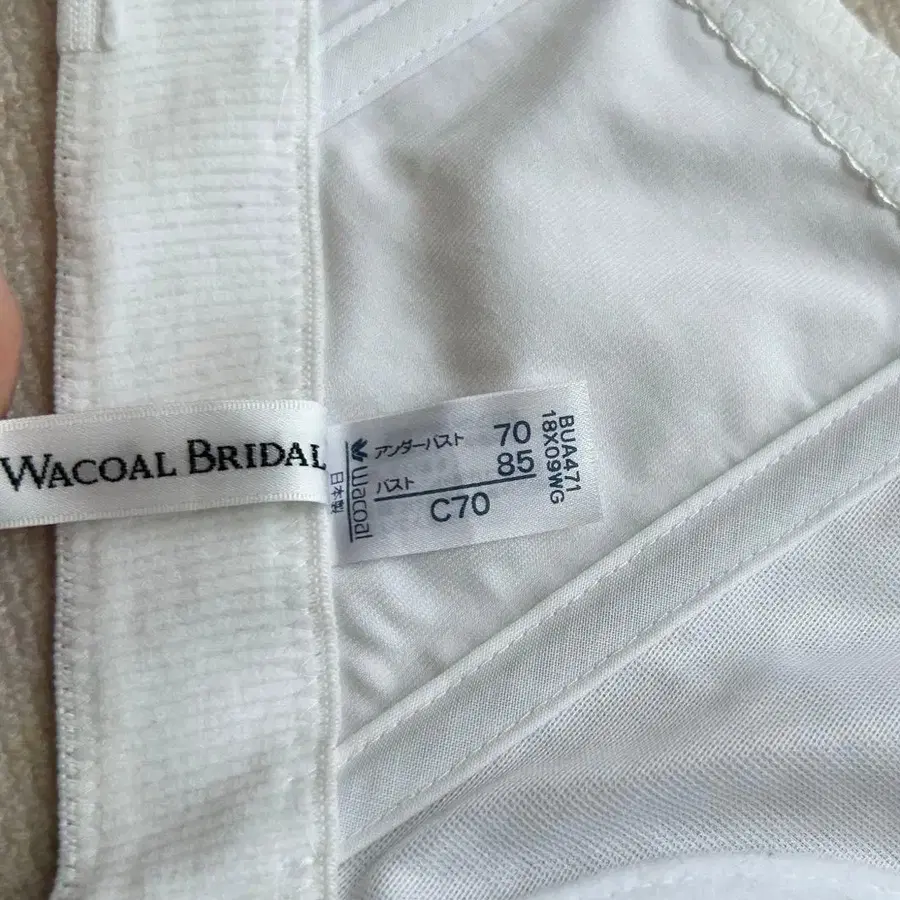 WACOAL BRIDAL
Wacoal
日本製
アンダーバスト 70
バスト 85
C70
BUA471
18X09WG